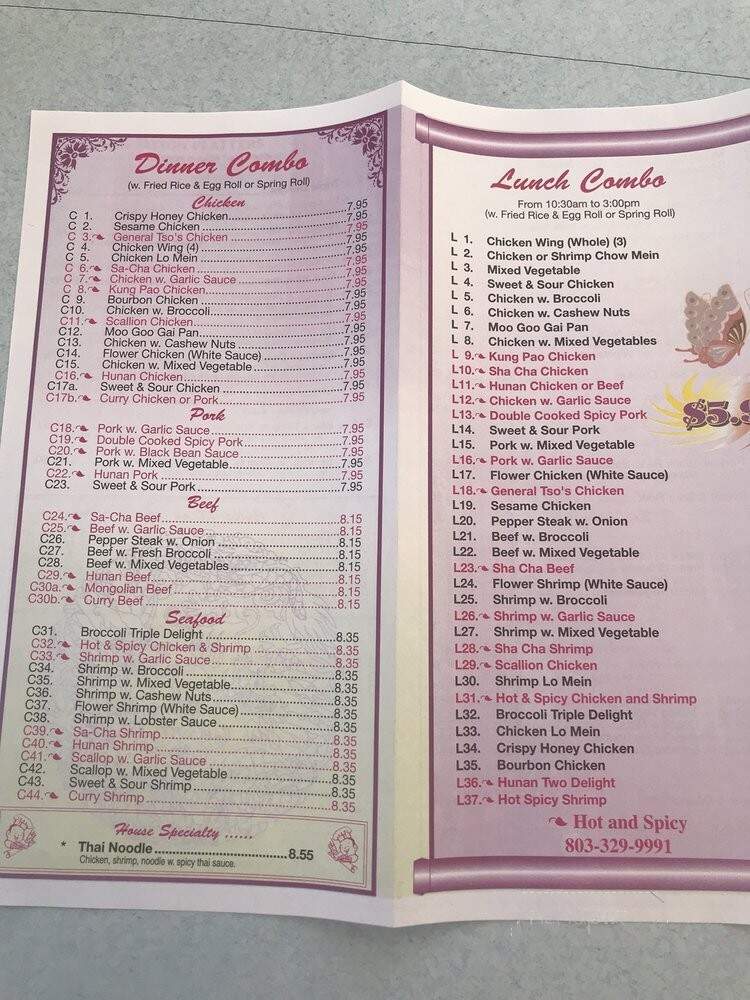 Dinner Combo
(w. Fried Rice & Egg Roll or Spring Roll)
Chicken
C 1. Crispy Honey Chicken 7.95
C 2. Sesame Chicken 7.95
C 3. General Tso's Chicken 7.95
C 4. Chicken Wing (4) 7.95
C 5. Chicken Lo Mein 7.95
C 6. Sa-Cha Chicken 7.95
C 7. Chicken w. Garlic Sauce 7.95
C 8. Kung Pao Chicken 7.95
C 9. Bourbon Chicken 7.95
C10. Chicken w. Broccoli 7.95
C11. Scallion Chicken 7.95
C12. Moo Goo Gai Pan 7.95
C13. Chicken w. Cashew Nuts 7.95
C14. Flower Chicken (White Sauce) 7.95
C15. Chicken w. Mixed Vegetable 7.95
C16. Hunan Chicken 7.95
C17a. Sweet & Sour Chicken 7.95
C17b. Curry Chicken or Pork 7.95
Pork
C18. Pork w. Garlic Sauce 7.95
C19. Double Cooked Spicy Pork 7.95
C20. Pork w. Black Bean Sauce 7.95
C21. Pork w. Mixed Vegetable 7.95
C22. Hunan Pork 7.95
C23. Sweet & Sour Pork 7.95
Beef
C24. Sa-Cha Beef 8.15
C25. Beef w. Garlic Sauce 8.15
C26. Pepper Steak w. Onion 8.15
C27. Beef w. Fresh Broccoli 8.15
C28. Beef w. Mixed Vegetables 8.15
C29. Hunan Beef 8.15
C30a. Mongolian Beef 8.15
C30b. Curry Beef 8.15
Seafood
C31. Broccoli Triple Delight 8.35
C32. Hot & Spicy Chicken & Shrimp 8.35
C33. Shrimp w. Garlic Sauce 8.35
C34. Shrimp w. Broccoli 8.35
C35. Shrimp w. Mixed Vegetable 8.35
C36. Shrimp w. Cashew Nuts 8.35
C37. Flower Shrimp (White Sauce) 8.35
C38. Shrimp w. Lobster Sauce 8.35
C39. Sa-Cha Shrimp 8.35
C40. Hunan Shrimp 8.35
C41. Scallop w. Garlic Sauce 8.35
C42. Scallop w. Mixed Vegetable 8.35
C43. Sweet & Sour Shrimp 8.35
C44. Curry Shrimp 8.35
House Specialty ......
* Thai Noodle 8.55
Chicken, shrimp, noodle w. spicy thai sauce.
Lunch Combo
From 10:30am to 3:00pm
(w. Fried Rice & Egg Roll or Spring Roll)
L 1. Chicken Wing (Whole) (3)
L 2. Chicken or Shrimp Chow Mein
L 3. Mixed Vegetable
L 4. Sweet & Sour Chicken
L 5. Chicken w. Broccoli
L 6. Chicken w. Cashew Nuts
L 7. Moo Goo Gai Pan
L 8. Chicken w. Mixed Vegetables
L 9. Kung Pao Chicken
L10. Sha Cha Chicken
L11. Hunan Chicken or Beef
L12. Chicken w. Garlic Sauce
L13. Double Cooked Spicy Pork
L14. Sweet & Sour Pork
L15. Pork w. Mixed Vegetable
L16. Pork w. Garlic Sauce
L17. Flower Chicken (White Sauce)
L18. General Tso's Chicken
L19. Sesame Chicken
L20. Pepper Steak w. Onion
L21. Beef w. Broccoli
L22. Beef w. Mixed Vegetable
L23. Sha Cha Beef
L24. Flower Shrimp (White Sauce)
L25. Shrimp w. Broccoli
L26. Shrimp w. Garlic Sauce
L27. Shrimp w. Mixed Vegetable
L28. Sha Cha Shrimp
L29. Scallion Chicken
L30. Shrimp Lo Mein
L31. Hot & Spicy Chicken and Shrimp
L32. Broccoli Triple Delight
L33. Chicken Lo Mein
L34. Crispy Honey Chicken
L35. Bourbon Chicken
L36. Hunan Two Delight
L37. Hot Spicy Shrimp
Hot and Spicy
803-329-9991